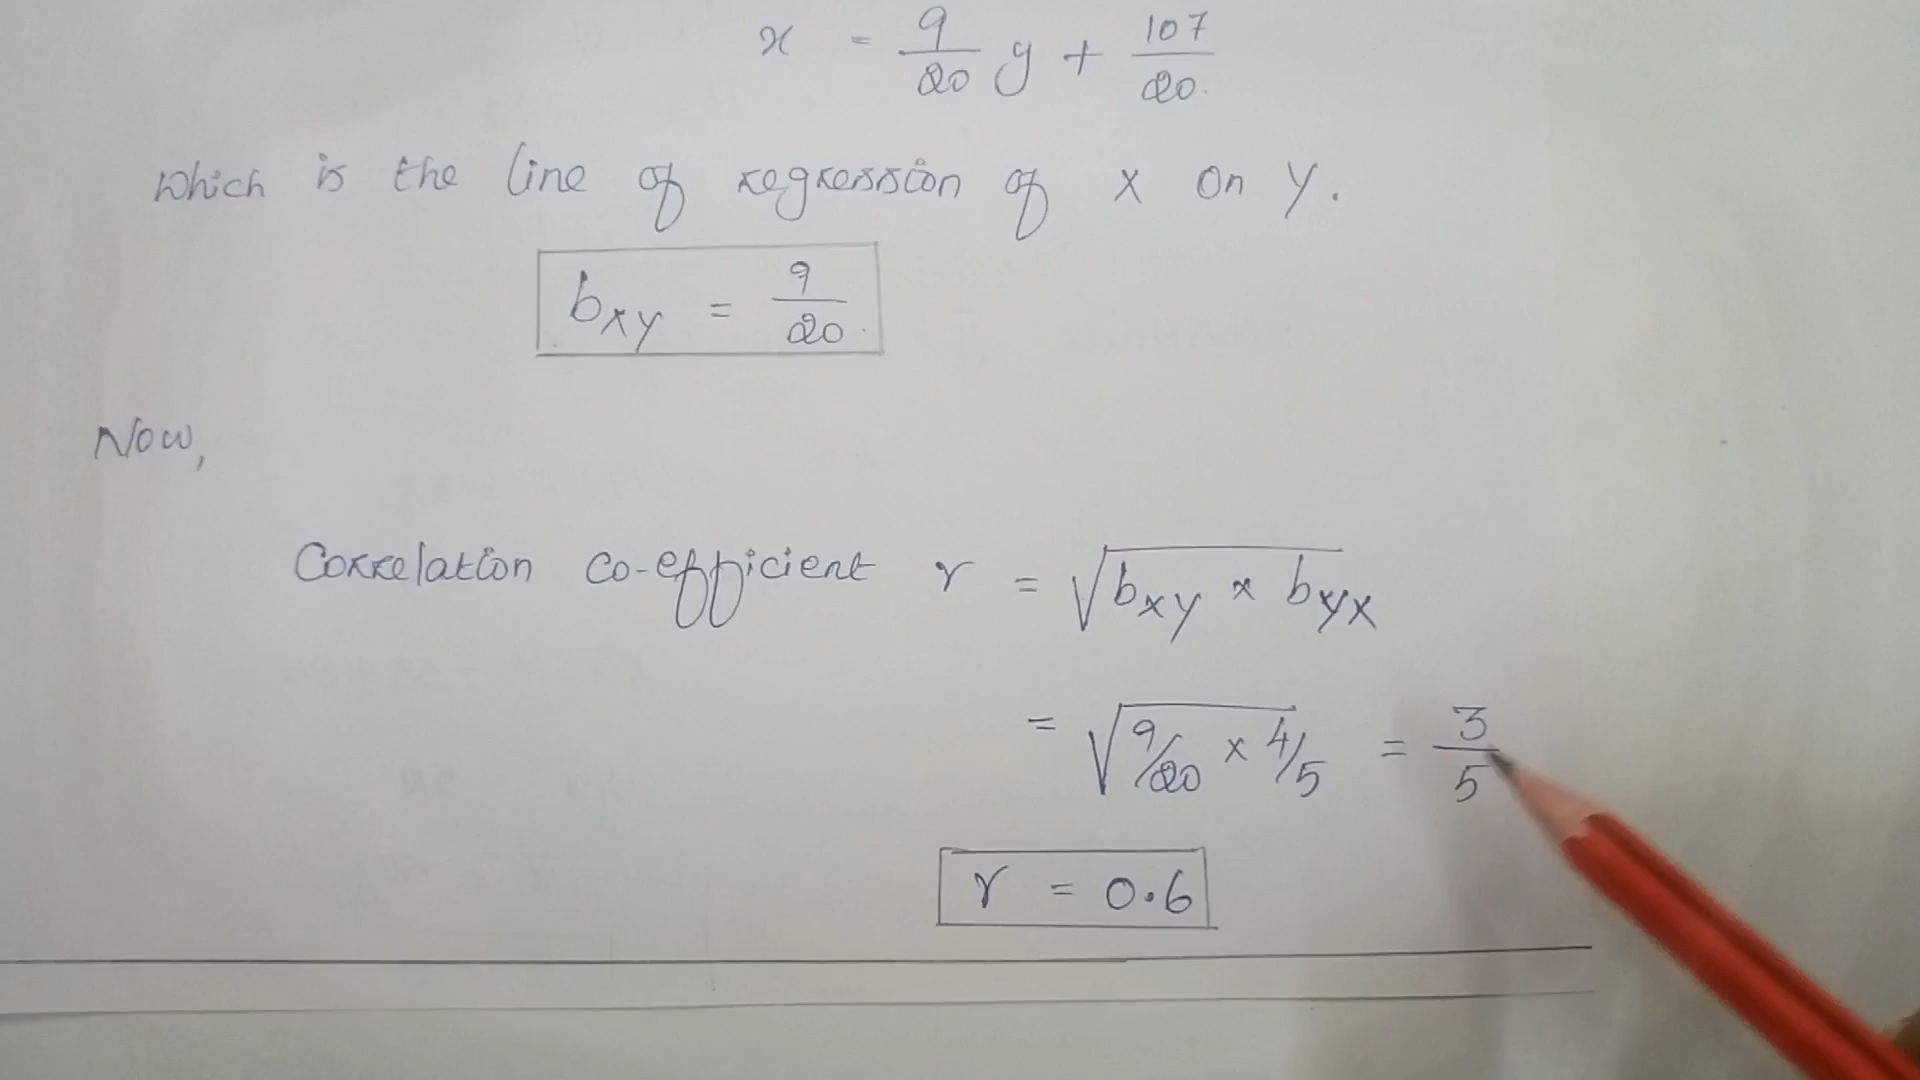 x = 9/20 y + 107/20.
which is the line of regression of x on y.
bxy = 9/20.
Now,
Correlation co-efficient r = √bxy × byx
= √9/20 × 4/5 = 3/5
r = 0.6